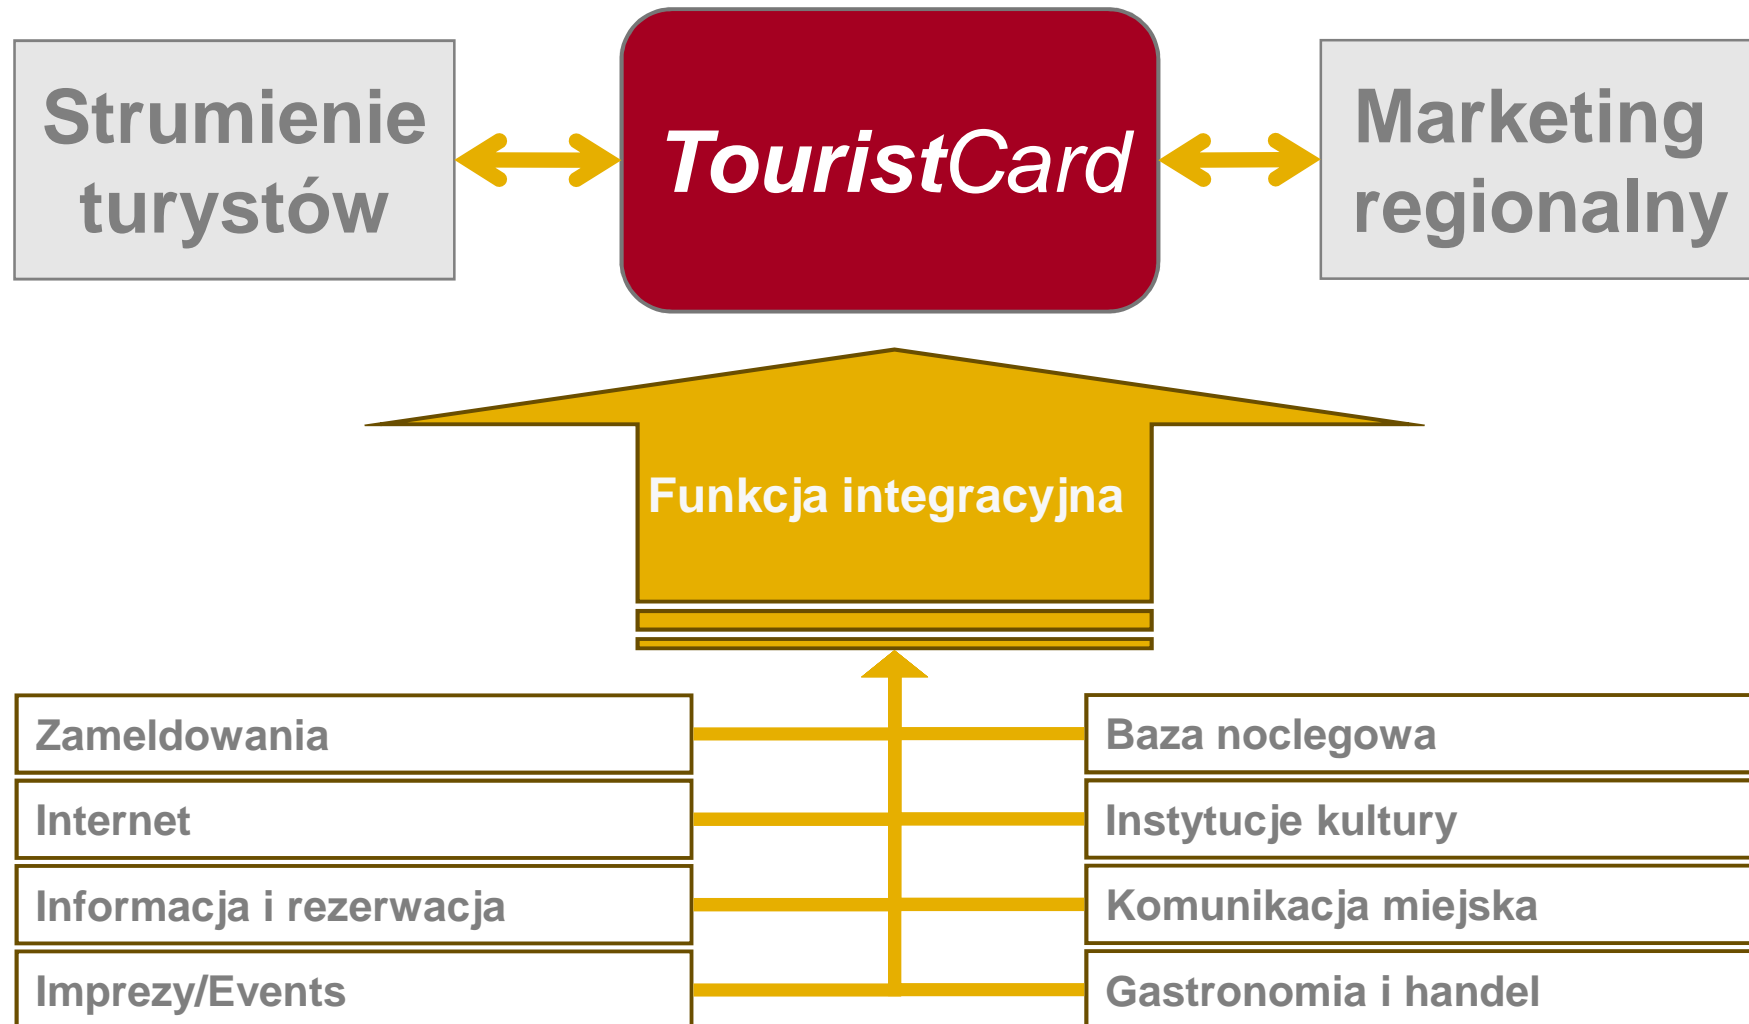 Strumienie
turystów
TouristCard
Marketing
regionalny
Funkcja integracyjna
Zameldowania
Internet
Informacja i rezerwacja
Imprezy/Events
Baza noclegowa
Instytucje kultury
Komunikacja miejska
Gastronomia i handel